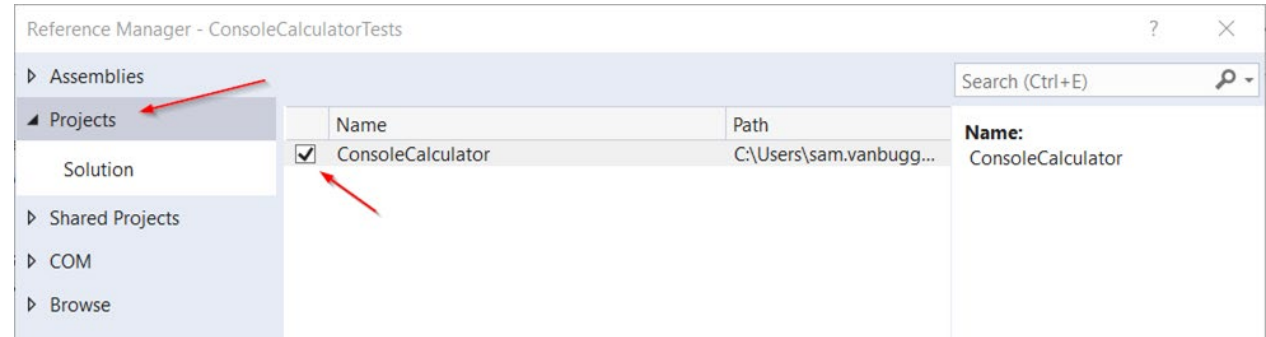 Reference Manager - ConsoleCalculatorTests ?
Assemblies
Search (Ctrl+E)
Projects
Name Path
Name:
ConsoleCalculator C:\Users\sam.vanbugg...
ConsoleCalculator
Solution
Shared Projects
COM
Browse